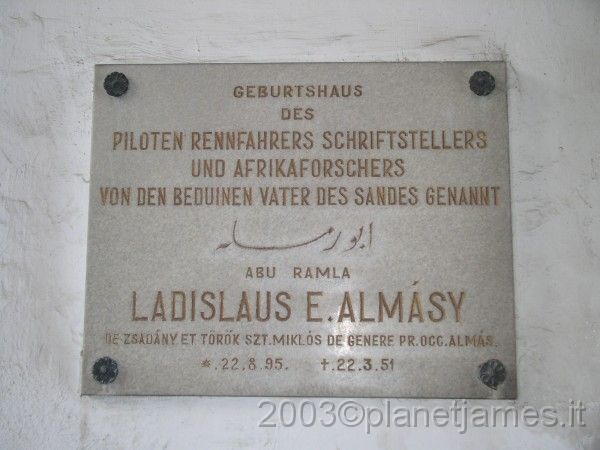 GEBURTSHAUS
DES
PILOTEN RENNFAHRERS SCHRIFTSTELLERS
UND AFRIKAFORSCHERS
VON DEN BEDUINEN VATER DES SANDES GENANNT
ابو رمله
ABU RAMLA
LADISLAUS E. ALMÁSY
DE ZSADÁNY ET TÖRÖK SZT. MIKLÓS DE GENERE PR. OCC. ALMÁS.
*. 22.8.95. †.22.3.51
2003©planetjames.it